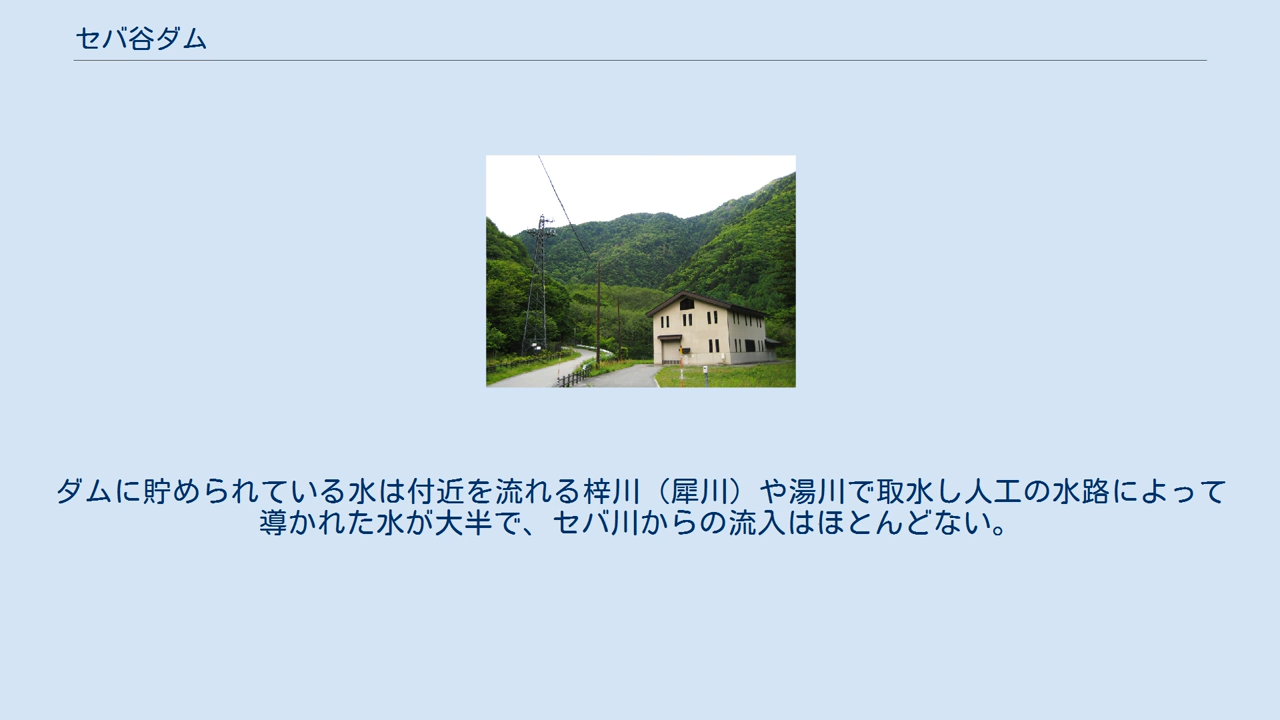 セバ谷ダム
ダムに貯められている水は付近を流れる梓川（犀川）や湯川で取水し人工の水路によって
導かれた水が大半で、セバ川からの流入はほとんどない。